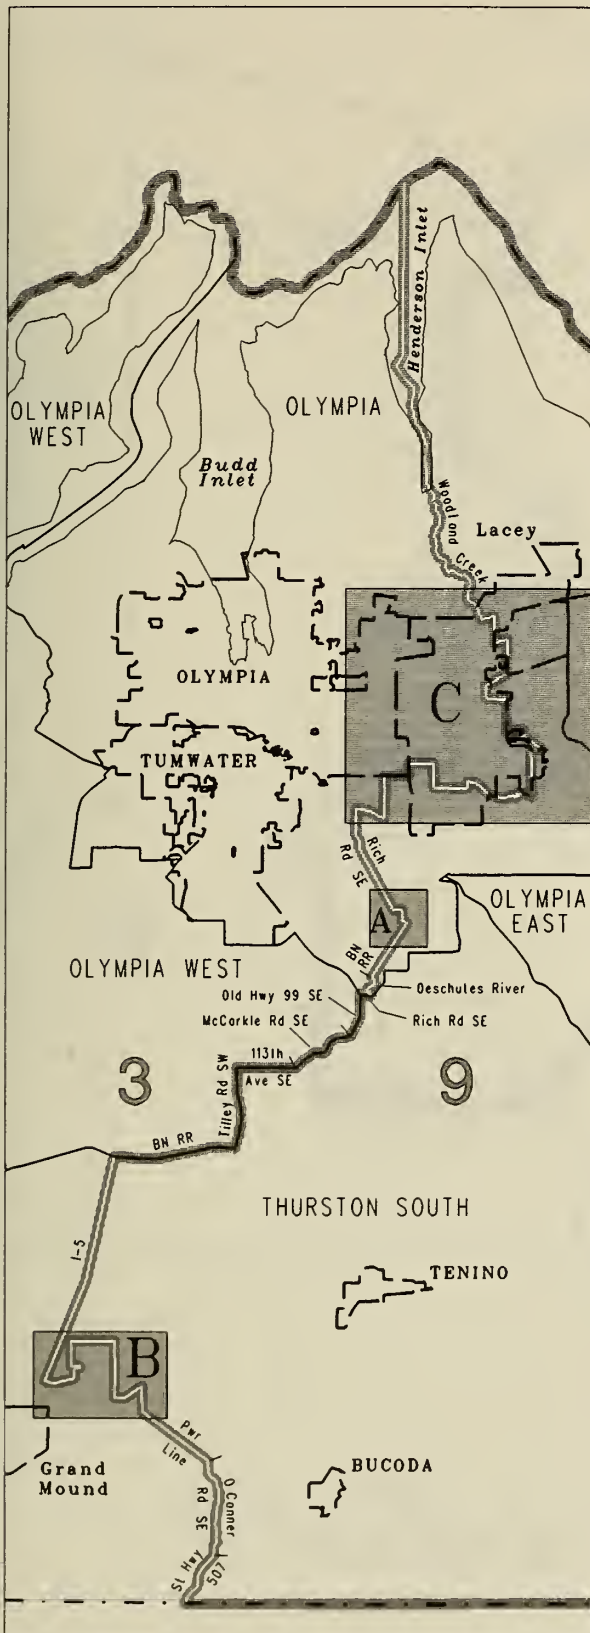 Henderson Inlet
OLYMPIA
WEST
OLYMPIA
Budd
Inlet
Woodland
Creek
Lacey
OLYMPIA
C
TUMWATER
Rich
Rd SE
OLYMPIA
EAST
A
BN
RR
OLYMPIA WEST
Old Hwy 99 SE
Deschutes River
McCorkle Rd SE
Rich Rd SE
113th
Ave SE
3
9
Tilley Rd SW
BN RR
THURSTON SOUTH
I-5
TENINO
B
Pwr
Line
Grand
Mound
BUCODA
O Conner
Rd SE
St Hwy
507